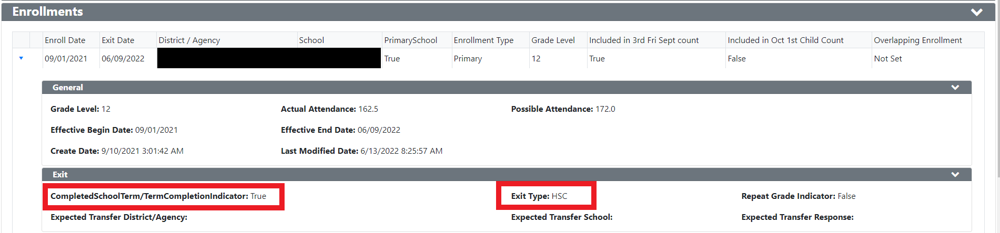 Enrollments
Enroll Date Exit Date District / Agency School PrimarySchool Enrollment Type Grade Level Included in 3rd Fri Sept count Included in Oct 1st Child Count Overlapping Enrollment
09/01/2021 06/09/2022 True Primary 12 True False Not Set
General
Grade Level: 12 Actual Attendance: 162.5 Possible Attendance: 172.0
Effective Begin Date: 09/01/2021 Effective End Date: 06/09/2022
Create Date: 9/10/2021 3:01:42 AM Last Modified Date: 6/13/2022 8:25:57 AM
Exit
CompletedSchoolTerm/TermCompletionIndicator: True Exit Type: HSC Repeat Grade Indicator: False
Expected Transfer District/Agency: Expected Transfer School: Expected Transfer Response: